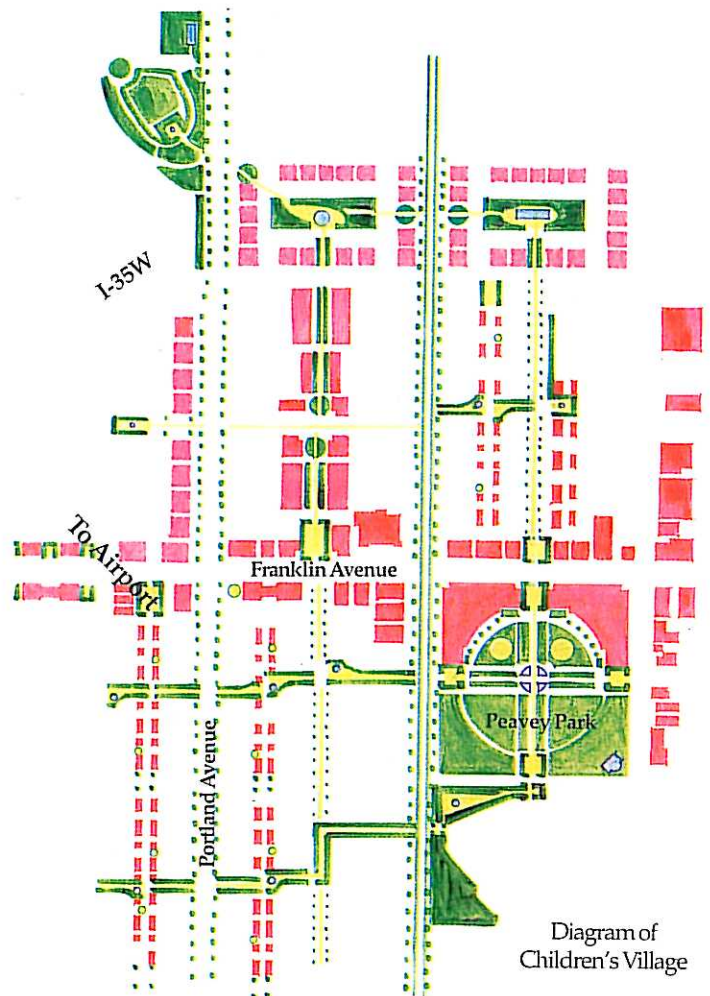 I-35W
To Airport
Franklin Avenue
Peavey Park
Portland Avenue
Diagram of
Children's Village